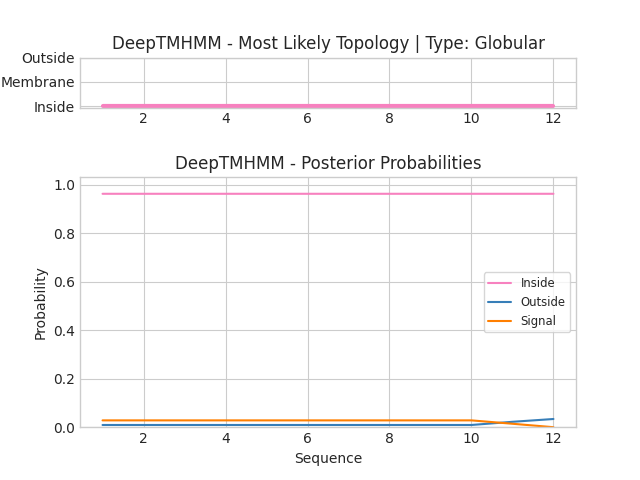 DeepTMHMM - Most Likely Topology | Type: Globular
Outside
Membrane
Inside
2 4 6 8 10 12
DeepTMHMM - Posterior Probabilities
1.0
0.8
0.6
0.4
0.2
0.0
Probability
Inside
Outside
Signal
2 4 6 8 10 12
Sequence